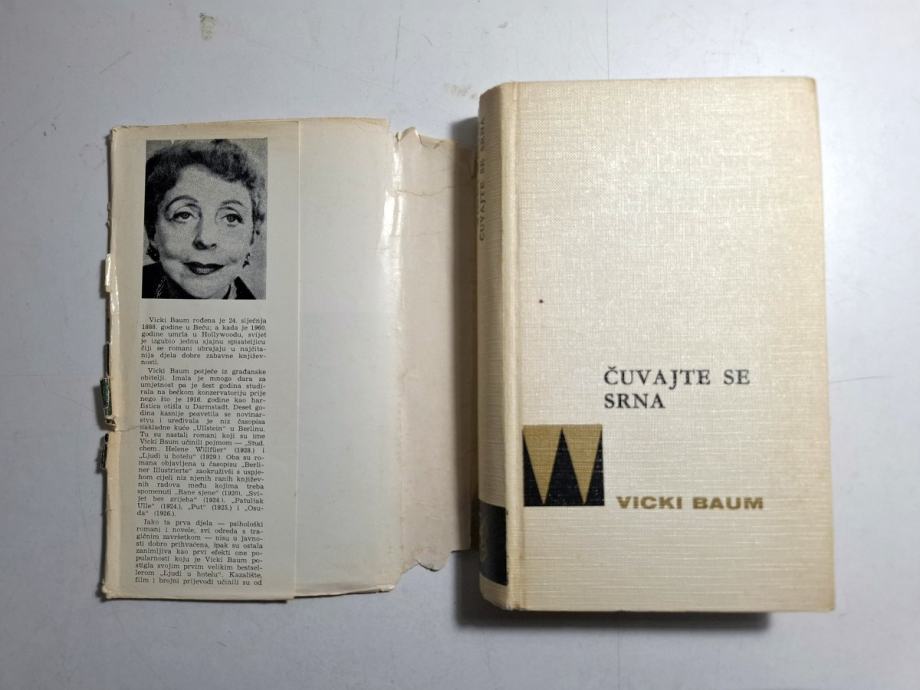 Vicki Baum rođena je 24. siječnja
1888. godine u Beču; a kada je 1960.
godine umrla u Hollywoodu, svijet
je izgubio jednu sjajnu spisateljicu
čiji se romani ubrajaju u najčita-
nija djela dobre zabavne književ-
nosti.
Vicki Baum potječe iz građanske
obitelji. Imala je mnogo dara za
umjetnost pa je šest godina studi-
rala na bečkom konzervatoriju prije
nego što je 1916. godine kao har-
fistica otišla u Darmstadt. Deset go-
dina kasnije posvetila se novinar-
stvu i uređivala je niz časopisa
nakladne kuće „Ullstein" u Berlinu.
Tu su nastali romani koji su ime
Vicki Baum učinili pojmom — „Stud.
chem. Helene Willfüer" (1928.) i
„Ljudi u hotelu" (1929.) Oba su ro-
mana objavljena u časopisu „Berli-
ner Illustrierte" zaokruživši s uspje-
hom cijeli niz njenih ranih književ-
nih radova među kojima treba
spomenuti „Rane sjene" (1920), „Svi-
jet bez grijeha" (1924.), „Patuljak
Ulle" (1924.), „Put" (1925.) i „Osu-
da" (1926.).
Iako ta prva djela — psihološki
romani i novele, svi odreda s tra-
gičnim završetkom — nisu u javno-
sti dobro prihvaćena, ipak su ostala
zanimljiva kao prvi efekti one po-
pularnosti koju je Vicki Baum po-
stigla svojim prvim velikim bestsel-
lerom „Ljudi u hotelu". Kazalište,
film i brojni prijevodi učinili su od
ČUVAJTE SE SRNA
ČUVAJTE SE
SRNA
VICKI BAUM